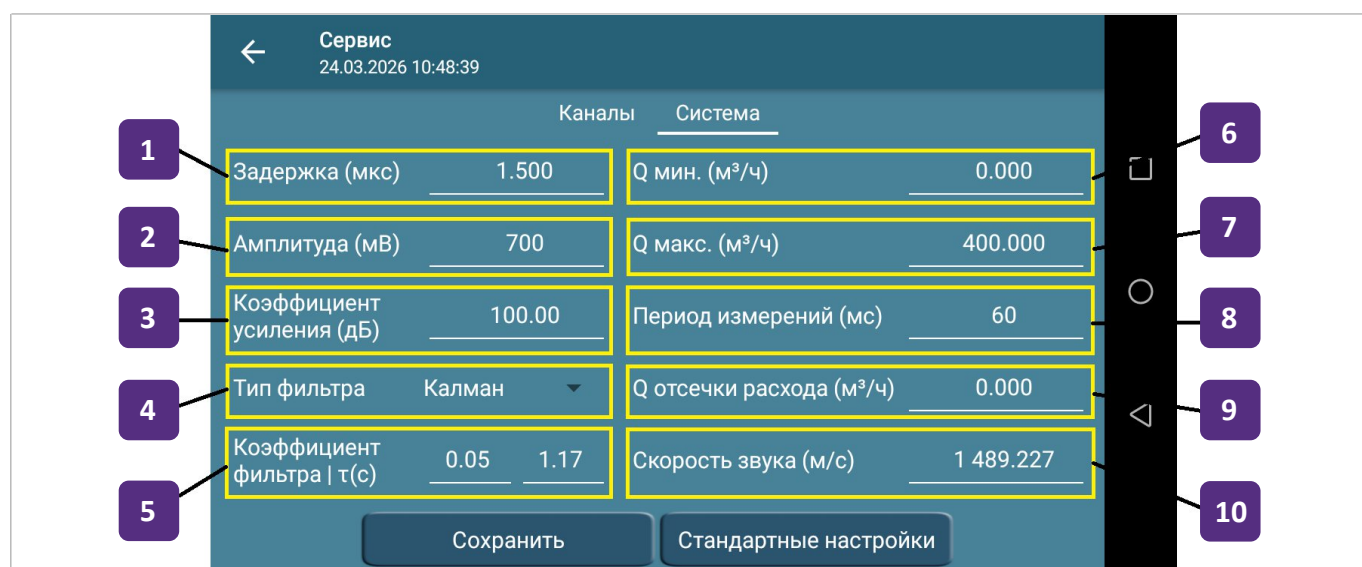 Сервис
24.03.2026 10:48:39
Каналы Система
1
Задержка (мкс) 1.500
Q мин. (м³/ч) 0.000
6
2
Амплитуда (мВ) 700
Q макс. (м³/ч) 400.000
7
3
Коэффициент
усиления (дБ) 100.00
Период измерений (мс) 60
8
4
Тип фильтра Калман
Q отсечки расхода (м³/ч) 0.000
9
5
Коэффициент
фильтра | τ(с) 0.05 1.17
Скорость звука (м/с) 1 489.227
10
Сохранить Стандартные настройки